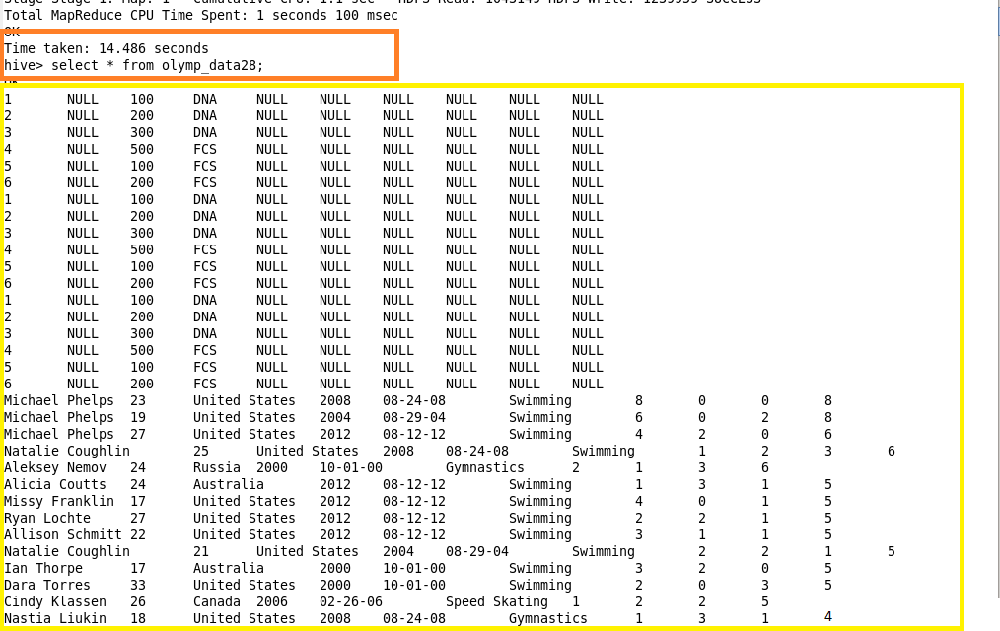 Total MapReduce CPU Time Spent: 1 seconds 100 msec
OK
Time taken: 14.486 seconds
hive> select * from olymp_data28;
OK
1 NULL 100 DNA NULL NULL NULL NULL NULL NULL
2 NULL 200 DNA NULL NULL NULL NULL NULL NULL
3 NULL 300 DNA NULL NULL NULL NULL NULL NULL
4 NULL 500 FCS NULL NULL NULL NULL NULL NULL
5 NULL 100 FCS NULL NULL NULL NULL NULL NULL
6 NULL 200 FCS NULL NULL NULL NULL NULL NULL
1 NULL 100 DNA NULL NULL NULL NULL NULL NULL
2 NULL 200 DNA NULL NULL NULL NULL NULL NULL
3 NULL 300 DNA NULL NULL NULL NULL NULL NULL
4 NULL 500 FCS NULL NULL NULL NULL NULL NULL
5 NULL 100 FCS NULL NULL NULL NULL NULL NULL
6 NULL 200 FCS NULL NULL NULL NULL NULL NULL
1 NULL 100 DNA NULL NULL NULL NULL NULL NULL
2 NULL 200 DNA NULL NULL NULL NULL NULL NULL
3 NULL 300 DNA NULL NULL NULL NULL NULL NULL
4 NULL 500 FCS NULL NULL NULL NULL NULL NULL
5 NULL 100 FCS NULL NULL NULL NULL NULL NULL
6 NULL 200 FCS NULL NULL NULL NULL NULL NULL
Michael Phelps 23 United States 2008 08-24-08 Swimming 8 0 0 8
Michael Phelps 19 United States 2004 08-29-04 Swimming 6 0 2 8
Michael Phelps 27 United States 2012 08-12-12 Swimming 4 2 0 6
Natalie Coughlin 25 United States 2008 08-24-08 Swimming 1 2 3 6
Aleksey Nemov 24 Russia 2000 10-01-00 Gymnastics 2 1 3 6
Alicia Coutts 24 Australia 2012 08-12-12 Swimming 1 3 1 5
Missy Franklin 17 United States 2012 08-12-12 Swimming 4 0 1 5
Ryan Lochte 27 United States 2012 08-12-12 Swimming 2 2 1 5
Allison Schmitt 22 United States 2012 08-12-12 Swimming 3 1 1 5
Natalie Coughlin 21 United States 2004 08-29-04 Swimming 2 2 1 5
Ian Thorpe 17 Australia 2000 10-01-00 Swimming 3 2 0 5
Dara Torres 33 United States 2000 10-01-00 Swimming 2 0 3 5
Cindy Klassen 26 Canada 2006 02-26-06 Speed Skating 1 2 2 5
Nastia Liukin 18 United States 2008 08-24-08 Gymnastics 1 3 1 4